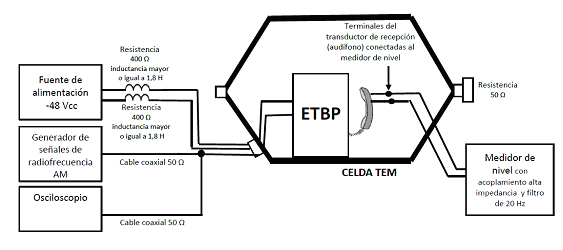 Terminales del
transductor de recepción
(audífono) conectadas al
medidor de nivel
Resistencia
400 Ω
inductancia mayor
o igual a 1,8 H
Fuente de
alimentación
-48 Vcc
Resistencia
400 Ω
inductancia mayor
o igual a 1,8 H
Generador de
señales de
radiofrecuencia
AM
Cable coaxial 50 Ω
Osciloscopio
Cable coaxial 50 Ω
ETBP
CELDA TEM
Resistencia
50 Ω
Medidor de
nivel con
acoplamiento alta
impedancia y filtro
de 20 Hz